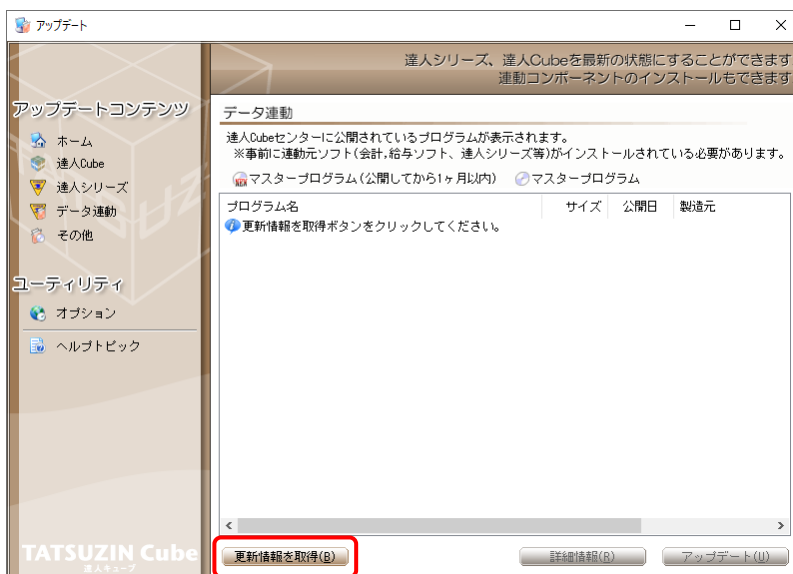 アップデート
達人シリーズ、達人Cubeを最新の状態にすることができます
連動コンポーネントのインストールもできます
アップデートコンテンツ
ホーム
達人Cube
達人シリーズ
データ連動
その他
ユーティリティ
オプション
ヘルプトピック
TATSUZIN Cube
達人キューブ
データ連動
達人Cubeセンターに公開されているプログラムが表示されます。
※事前に連動元ソフト(会計,給与ソフト、達人シリーズ等)がインストールされている必要があります。
マスタープログラム(公開してから1ヶ月以内) マスタープログラム
プログラム名 サイズ 公開日 製造元
更新情報を取得ボタンをクリックしてください。
更新情報を取得(B) 詳細情報(R) アップデート(U)